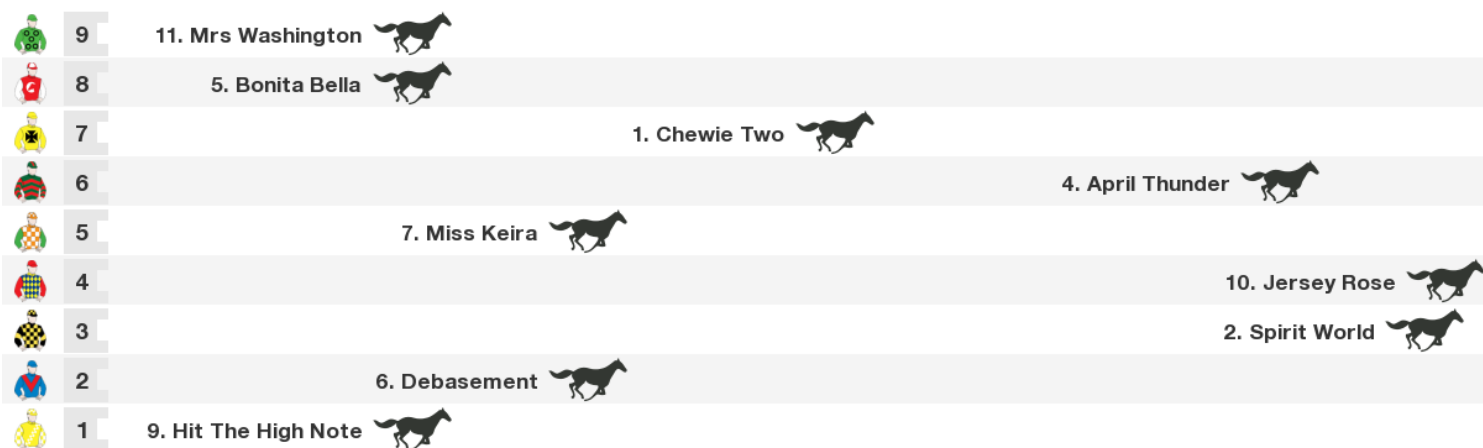 9 11. Mrs Washington
8 5. Bonita Bella
7 1. Chewie Two
6 4. April Thunder
5 7. Miss Keira
4 10. Jersey Rose
3 2. Spirit World
2 6. Debasement
1 9. Hit The High Note